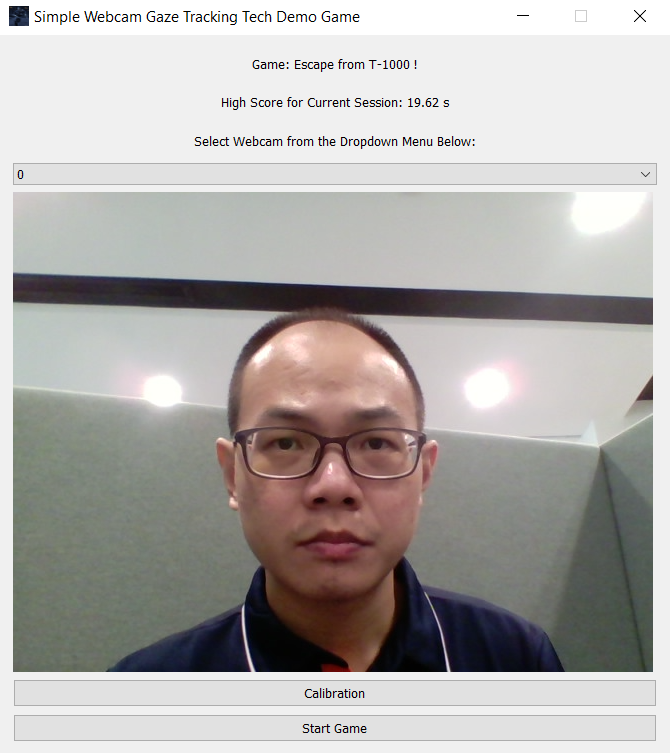 Simple Webcam Gaze Tracking Tech Demo Game
Game: Escape from T-1000 !
High Score for Current Session: 19.62 s
Select Webcam from the Dropdown Menu Below:
0
Calibration
Start Game